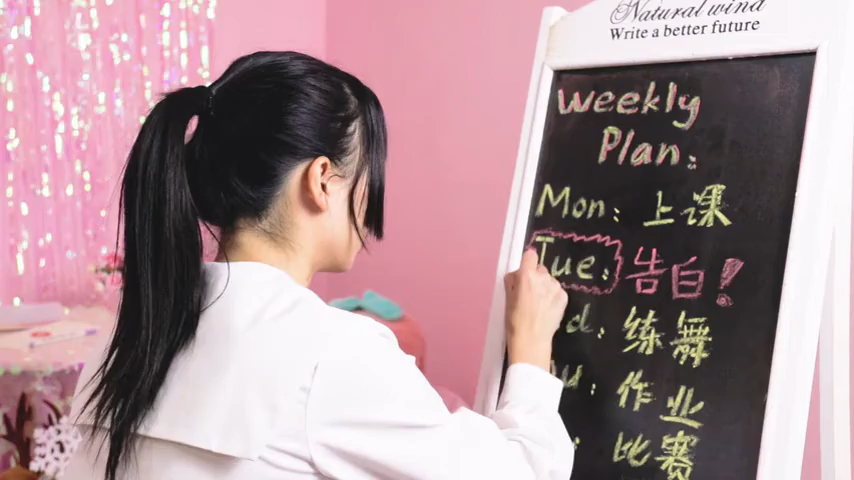 Natural wind
Write a better future
Weekly
Plan:
Mon: 上课
Tue: 告白!
d: 练舞
u: 作业
: 比赛